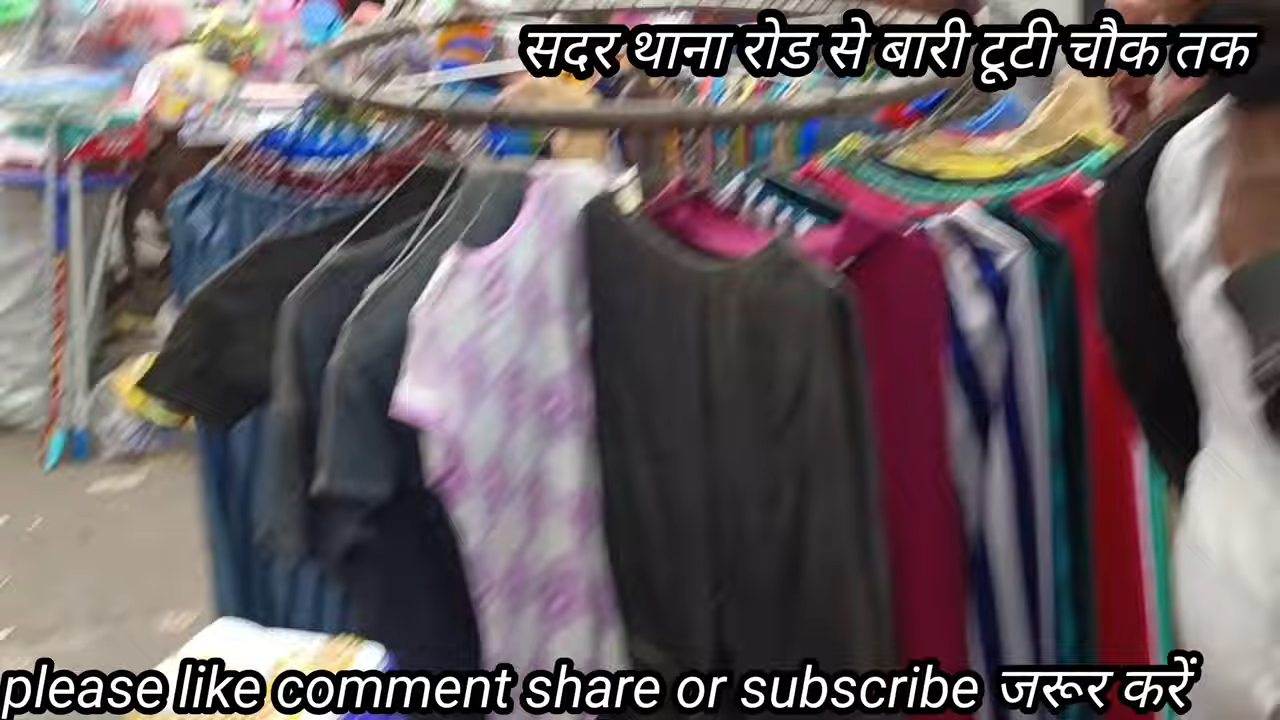 सदर थाना रोड से बारी टूटी चौक तक
please like comment share or subscribe जरूर करें